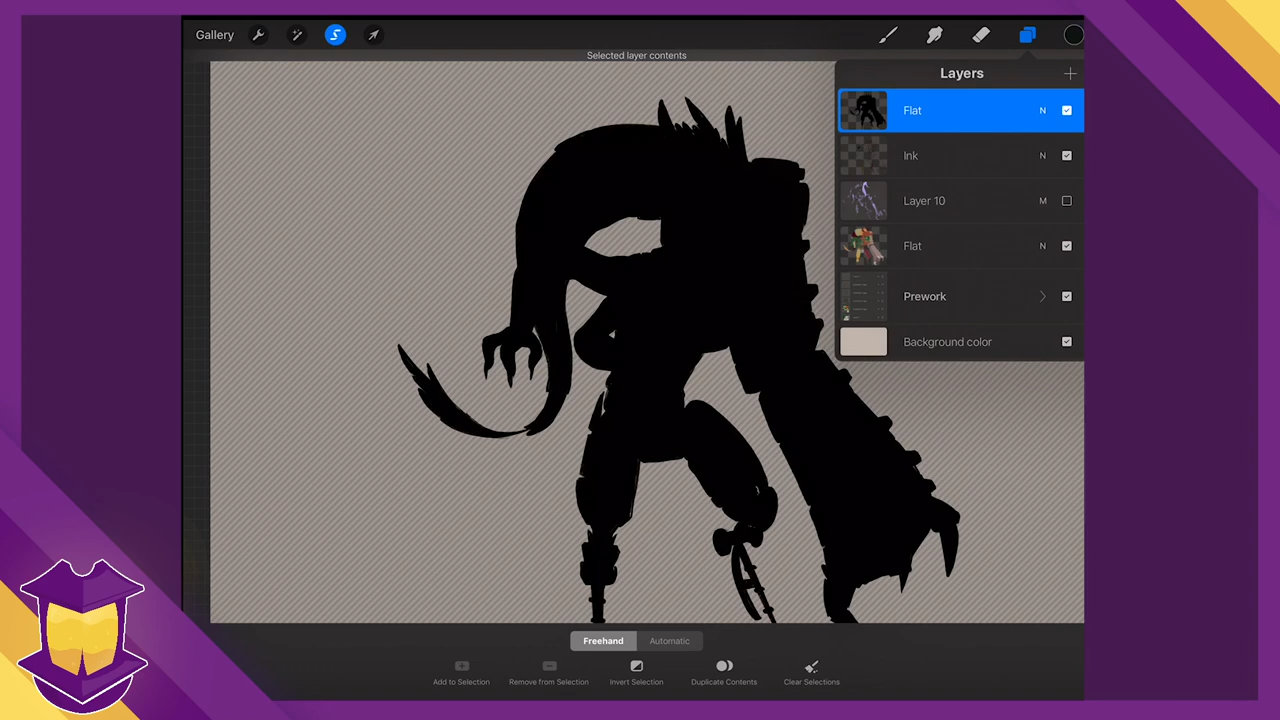 Gallery
Selected layer contents
Layers
Flat N
Ink N
Layer 10 M
Flat N
Prework
Background color
Freehand Automatic
Add to Selection Remove from Selection Invert Selection Duplicate Contents Clear Selections